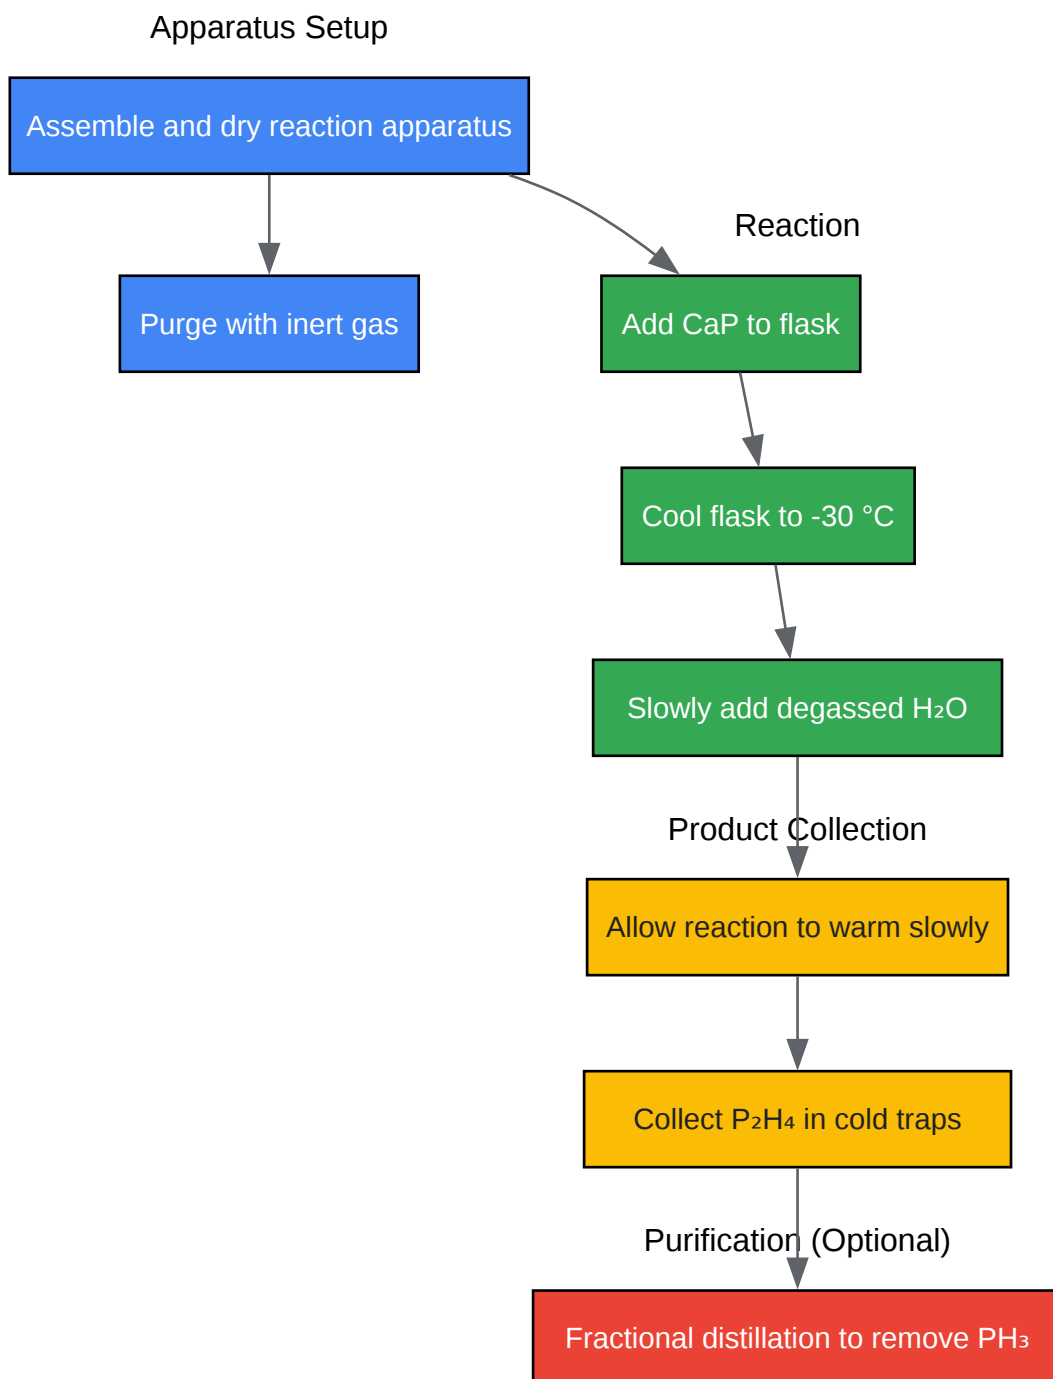 Apparatus Setup
Assemble and dry reaction apparatus
Purge with inert gas
Reaction
Add CaP to flask
Cool flask to -30 °C
Slowly add degassed H₂O
Product Collection
Allow reaction to warm slowly
Collect P₂H₄ in cold traps
Purification (Optional)
Fractional distillation to remove PH₃